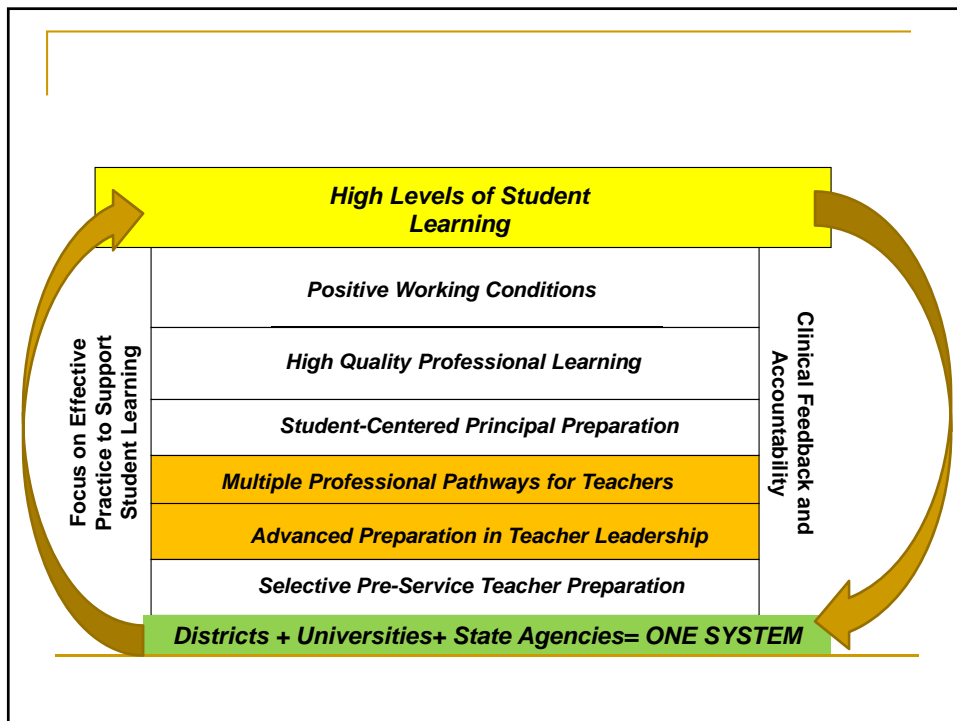 High Levels of Student
Learning
Positive Working Conditions
High Quality Professional Learning
Student-Centered Principal Preparation
Multiple Professional Pathways for Teachers
Advanced Preparation in Teacher Leadership
Selective Pre-Service Teacher Preparation
Districts + Universities+ State Agencies= ONE SYSTEM
Focus on Effective
Practice to Support
Student Learning
Clinical Feedback and
Accountability